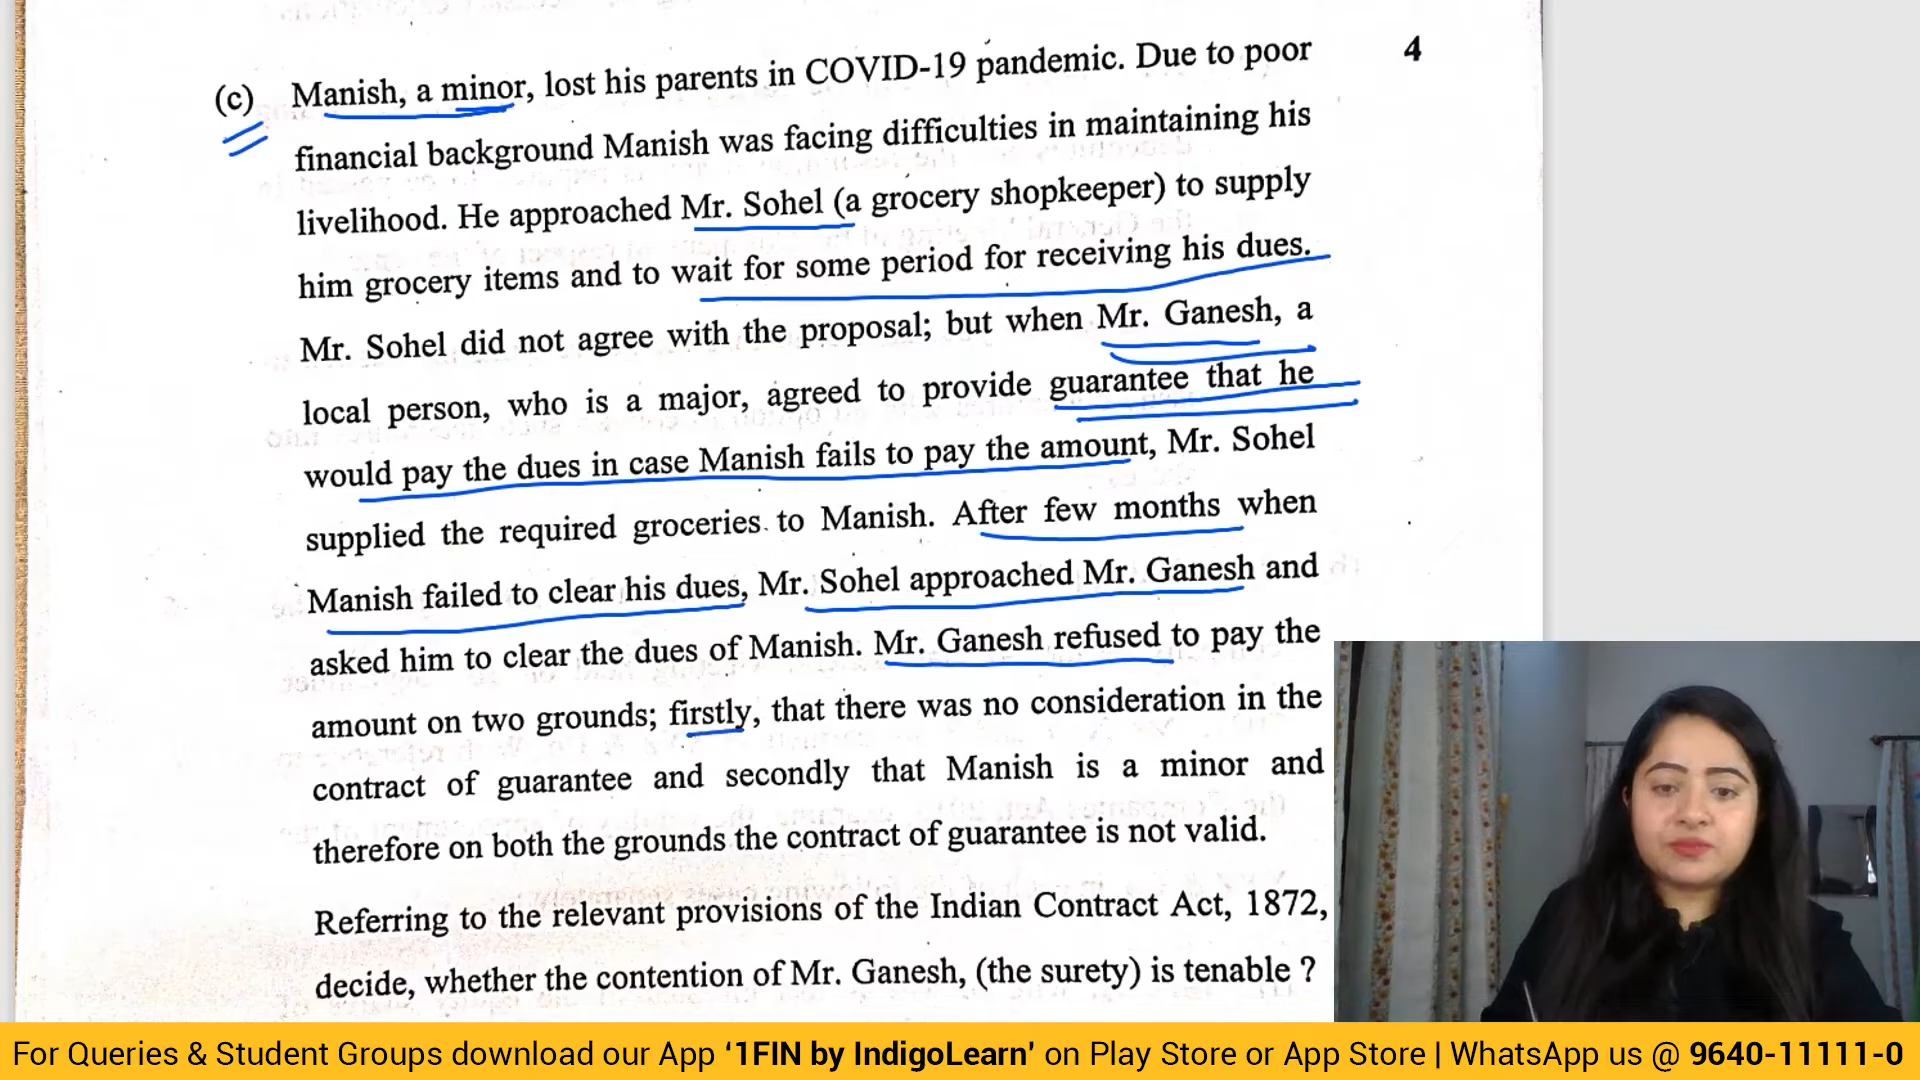 (c) Manish, a minor, lost his parents in COVID-19 pandemic. Due to poor 4
financial background Manish was facing difficulties in maintaining his
livelihood. He approached Mr. Sohel (a grocery shopkeeper) to supply
him grocery items and to wait for some period for receiving his dues.
Mr. Sohel did not agree with the proposal; but when Mr. Ganesh, a
local person, who is a major, agreed to provide guarantee that he
would pay the dues in case Manish fails to pay the amount, Mr. Sohel
supplied the required groceries to Manish. After few months when
Manish failed to clear his dues, Mr. Sohel approached Mr. Ganesh and
asked him to clear the dues of Manish. Mr. Ganesh refused to pay the
amount on two grounds; firstly, that there was no consideration in the
contract of guarantee and secondly that Manish is a minor and
therefore on both the grounds the contract of guarantee is not valid.
Referring to the relevant provisions of the Indian Contract Act, 1872,
decide, whether the contention of Mr. Ganesh, (the surety) is tenable ?
For Queries & Student Groups download our App '1FIN by IndigoLearn' on Play Store or App Store | WhatsApp us @ 9640-11111-0